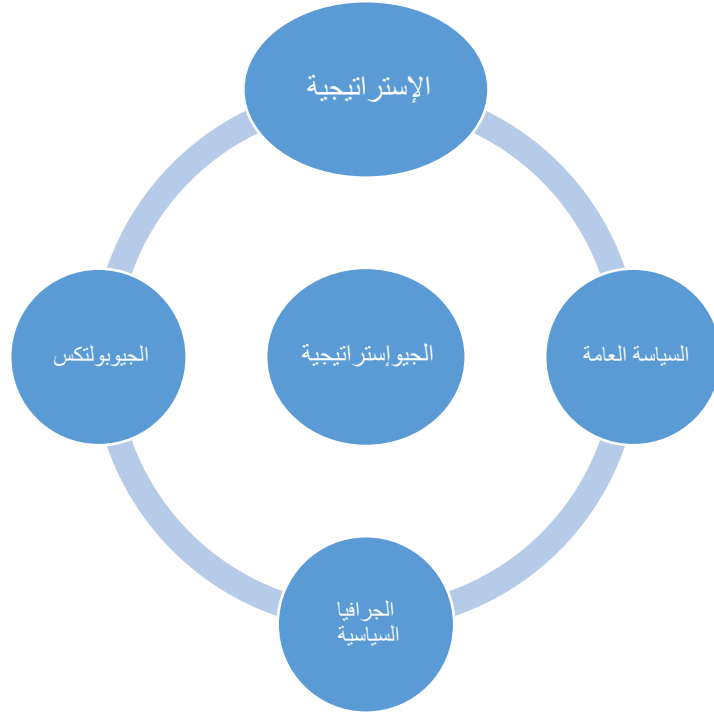 الإستراتيجية
الجيوبولتكس
الجيوإستراتيجية
السياسة العامة
الجرافيا
السياسية